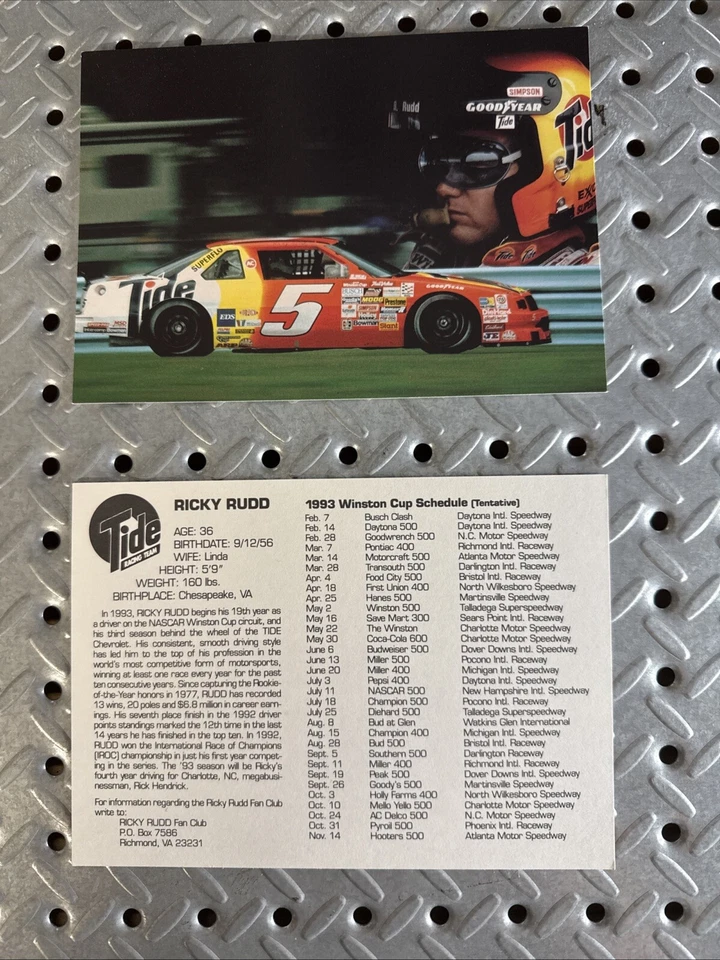 SIMPSON
GOODYEAR
Tide
R. Rudd
Tide
SUPERFLO
Tide
5
GOODYEAR
EDS
MOOG
Prestone
Bowman
DieHard
Tide
RACING TEAM
RICKY RUDD
AGE: 36
BIRTHDATE: 9/12/56
WIFE: Linda
HEIGHT: 5'9"
WEIGHT: 160 lbs.
BIRTHPLACE: Chesapeake, VA
In 1993, RICKY RUDD begins his 19th year as
a driver on the NASCAR Winston Cup circuit, and
his third season behind the wheel of the TIDE
Chevrolet. His consistent, smooth driving style
has led him to the top of his profession in the
world's most competitive form of motorsports,
winning at least one race every year for the past
ten consecutive years. Since capturing the Rookie-
of-the-Year honors in 1977, RUDD has recorded
13 wins, 20 poles and $6.8 million in career earn-
ings. His seventh place finish in the 1992 driver
points standings marked the 12th time in the last
14 years he has finished in the top ten. In 1992,
RUDD won the International Race of Champions
(IROC) championship in just his first year compet-
ing in the series. The '93 season will be Ricky's
fourth year driving for Charlotte, NC, megabusi-
nessman, Rick Hendrick.
For information regarding the Ricky Rudd Fan Club
write to:
RICKY RUDD Fan Club
P.O. Box 7586
Richmond, VA 23231
1993 Winston Cup Schedule (Tentative)
Feb. 7 Busch Clash Daytona Intl. Speedway
Feb. 14 Daytona 500 Daytona Intl. Speedway
Feb. 28 Goodwrench 500 N.C. Motor Speedway
Mar. 7 Pontiac 400 Richmond Intl. Raceway
Mar. 14 Motorcraft 500 Atlanta Motor Speedway
Mar. 28 Transouth 500 Darlington Intl. Raceway
Apr. 4 Food City 500 Bristol Intl. Raceway
Apr. 18 First Union 400 North Wilkesboro Speedway
Apr. 25 Hanes 500 Martinsville Speedway
May 2 Winston 500 Talladega Superspeedway
May 16 Save Mart 300 Sears Point Intl. Raceway
May 22 The Winston Charlotte Motor Speedway
May 30 Coca-Cola 600 Charlotte Motor Speedway
June 6 Budweiser 500 Dover Downs Intl. Speedway
June 13 Miller 500 Pocono Intl. Raceway
June 20 Miller 400 Michigan Intl. Speedway
July 3 Pepsi 400 Daytona Intl. Speedway
July 11 NASCAR 500 New Hampshire Intl. Speedway
July 18 Champion 500 Pocono Intl. Raceway
July 25 Diehard 500 Talladega Superspeedway
Aug. 8 Bud at Glen Watkins Glen International
Aug. 15 Champion 400 Michigan Intl. Speedway
Aug. 28 Bud 500 Bristol Intl. Raceway
Sept. 5 Southern 500 Darlington Raceway
Sept. 11 Miller 400 Richmond Intl. Raceway
Sept. 19 Peak 500 Dover Downs Intl. Speedway
Sept. 26 Goody's 500 Martinsville Speedway
Oct. 3 Holly Farms 400 North Wilkesboro Speedway
Oct. 10 Mello Yello 500 Charlotte Motor Speedway
Oct. 24 AC Delco 500 N.C. Motor Speedway
Oct. 31 Pyroil 500 Phoenix Intl. Raceway
Nov. 14 Hooters 500 Atlanta Motor Speedway